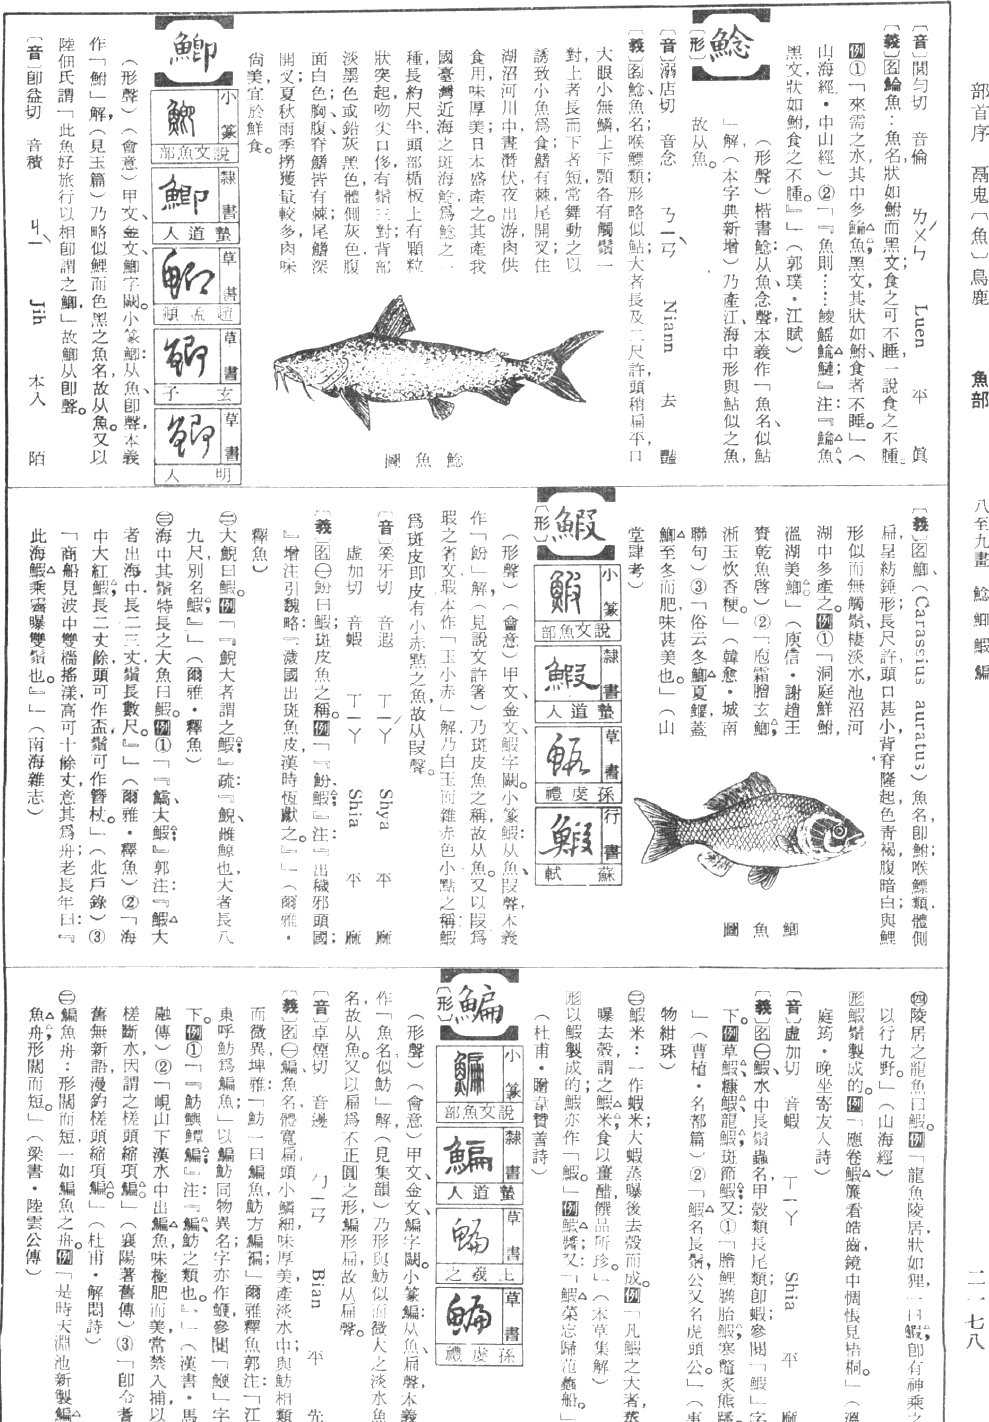 部首序　鬲鬼〔魚〕鳥鹿　魚部　八至九畫　鯰鯽鰕鯿　二一七八
〔音〕閭勻切　音倫　ㄌㄨㄣˊ　Luen　平　眞
〔義〕名鯩魚：魚名，狀如鮒而黑文，食之可不睡，一說食之不腫。
例①「來需之水，其中多鯩魚，黑文，其狀如鮒，食者不睡。」（
山海經・中山經）②「『魚則……鯪鰩鯩鰱』注：『鯩魚，
黑文，狀如鮒，食之不腫。』」（郭璞・江賦）
鯰
〔形〕
（形聲）楷書鯰：从魚、念聲，本義作「魚名，似鮎
」解，（本字典新增）乃產江、海中形與鮎似之魚，
故从魚。
〔音〕溺店切　音念　ㄋㄧㄢˋ　Niann　去　豔
〔義〕名鯰魚，魚名，喉鰾類，形略似鮎，大者長及二尺許，頭稍扁平，口
大眼小，無鱗，上下顎各有觸鬚一
對，上者長而下者短，常舞動之以
誘致小魚爲食，鰭有棘，尾開叉，住
湖沼河川中，晝潛伏，夜出游，肉供
食用，味厚美，日本盛產之。其產我
國臺灣近海之斑海鯰，爲鯰之一
種，長約尺半，頭部楯板上有顆粒
狀突起，吻尖口侈，有鬚三對，背部
淡墨色或鉛灰黑色，體側灰色，腹
面白色，胸、腹、脊鰭皆有棘，尾鰭深
開叉，夏秋雨季撈獲量較多，肉味
尙美，宜於鮮食。
鯰魚圖
鯽
小篆　說文魚部
隸書　蟄道人
草書　趙孟頫
草書　玄子
草書　明人
（形聲）（會意）甲文、金文鯽字闕。小篆鯽：从魚、卽聲，本義
作「鮒」解，（見玉篇）乃略似鯉而色黑之魚名，故从魚。又以
陸佃氏謂「此魚好旅行，以相卽謂之鯽」，故鯽从卽聲。
〔音〕卽益切　音積　ㄐㄧˊ　Jih　本入　陌
〔義〕名鯽：（Carassius auratus）魚名，卽鮒，喉鰾類，體側
扁，呈紡錘形，長尺許，頭口甚小，背脊隆起，色靑褐，腹暗白，與鯉
形似而無觸鬚，棲淡水池沼河
湖中，多產之。例①「洞庭鮮鮒，
溫湖美鯽」（庾信・謝趙王
賚乾魚啓）②「庖霜膾玄鯽，
淅玉炊香粳。」（韓愈・城南
聯句）③「俗云冬鯽夏鱺，蓋
鯽至冬而肥，味甚美也。」（山
堂肆考）
鯽魚圖
鰕
〔形〕
小篆　說文魚部
隸書　蟄道人
草書　孫虔禮
行書　蘇軾
（形聲）（會意）甲文、金文鰕字闕。小篆鰕：从魚、叚聲，本義
作「魵」解，（見說文許箸）乃斑皮魚之稱，故从魚。又以叚爲
瑕之省文，瑕本作「玉小赤」解，乃白玉而雜赤色小點之稱，鰕
爲斑皮，卽皮有小赤點之魚，故从叚聲。
〔音〕奚牙切　音遐　ㄒㄧㄚˊ　Shya　平　麻
虛加切　音蝦　ㄒㄧㄚ　Shia　平　麻
〔義〕名㊀魵曰鰕；斑皮魚之稱。例「『魵鰕』注：『出穢邪頭國；
』增注引魏略：『濊國出斑魚皮，漢時恆獻之。』」（爾雅・
釋魚）
㊁大鯢曰鰕。例「『鯢大者謂之鰕；』疏：『鯢，雌鯨也，大者長八
九尺，別名鰕；』」（爾雅・釋魚）
㊂海中其鬚特長之大魚曰鰕。例①「『鰝，大鰕；』郭注：『鰕大
者，出海中，長二三丈，鬚長數尺。』」（爾雅・釋魚）②「海
中大紅鰕，長二丈餘，頭可作盃，鬚可作簪杖。」（北戶錄）③
「商船見波中雙檣搖漾，高可十餘丈，意其爲舟；老長年曰：『
此海鰕乘霽曝雙鬚也。』」（南海雜志）
㊃陵居之龍魚曰鰕。例「龍魚陵居，狀如狸，一曰鰕，卽有神乘之
以行九野。」（山海經）
形鰕鬚製成的。例「應卷鰕簾看皓齒，鏡中惆悵見梧桐。」（溫
庭筠・晚坐寄友人詩）
〔音〕虛加切　音蝦　ㄒㄧㄚ　Shia　平　麻
〔義〕名㊀鰕：水中長鬚蟲名，甲殼類，長尾類，卽蝦，參閱「蝦」字
下。例草鰕、糠鰕、龍鰕、斑節鰕；又：①「膾鯉臇胎鰕，寒鼈炙熊蹯。
」（曹植・名都篇）②「鰕名長鬚公，又名虎頭公。」（事
物紺珠）
㊁鰕米：一作蝦米；大蝦蒸曝後去殼而成。例「凡鰕之大者，蒸
曝去殼，謂之鰕米，食以薑醋，饌品所珍。」（本草集解）
形以鰕製成的；鰕亦作「蝦。」例鰕醬；又：「鰕菜忘歸范蠡船。」
（杜甫・贈韋贊善詩）
鯿
〔形〕
小篆　說文魚部
隸書　蟄道人
草書　王羲之
草書　孫虔禮
（形聲）（會意）甲文、金文鯿字闕。小篆鯿：从魚、扁聲，本義
作「魚名，似魴」解，（見集韻）乃形與魴似而微大之淡水魚
名，故从魚。又以扁爲不正圓之形，鯿形扁，故从扁聲。
〔音〕卑煙切　音邊　ㄅㄧㄢ　Bian　平　先
〔義〕名㊀鯿：魚名，體寬扁，頭小鱗細，味厚美，產淡水中，與魴相類
而微異，埤雅：「魴，一曰鯿魚，魴方鯿褊；」爾雅釋魚郭注：「江
東呼魴爲鯿魚。」以鯿、魴同物異名，字亦作鯾，參閱「鯾」字
下。例①「『魴、鱮、鱏、鯿；』注：『鯿，魴之類也。』」（漢書・馬
融傳）②「峴山下漢水中出鯿魚，味極肥而美，常禁人捕，以
槎斷水，因謂之槎頭縮項鯿。」（襄陽耆舊傳）③「卽今耆
舊無新語，漫釣槎頭縮項鯿。」（杜甫・解悶詩）
㊁鯿魚舟：形闊而短，一如鯿魚之舟。例「是時天淵池新製鯿
魚舟，形闊而短。」（梁書・陸雲公傳）